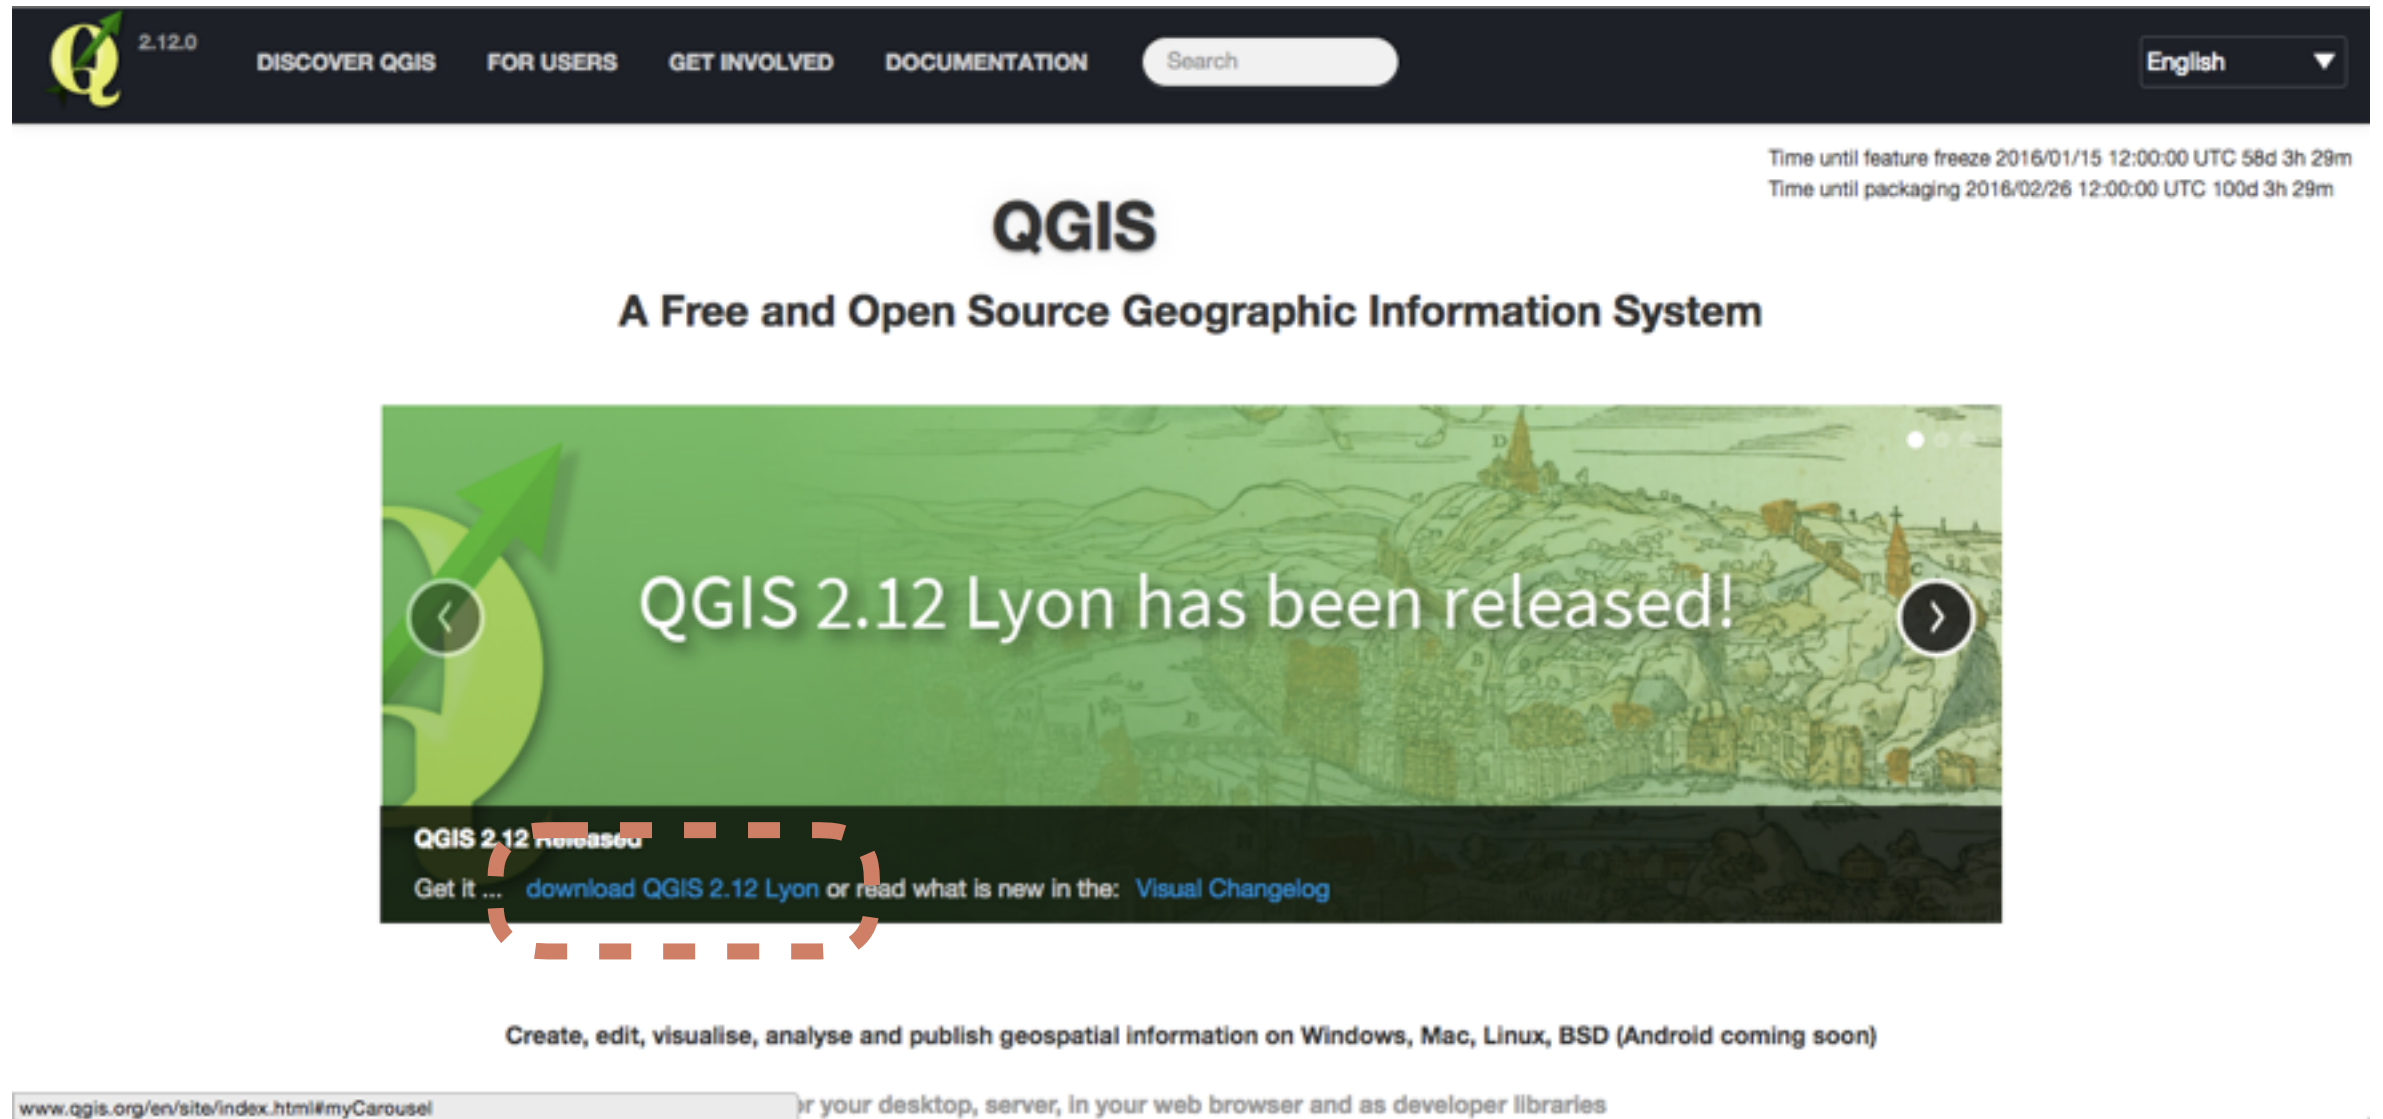 2.12.0
DISCOVER QGIS FOR USERS GET INVOLVED DOCUMENTATION Search English
Time until feature freeze 2016/01/15 12:00:00 UTC 58d 3h 29m
Time until packaging 2016/02/26 12:00:00 UTC 100d 3h 29m
QGIS
A Free and Open Source Geographic Information System
QGIS 2.12 Lyon has been released!
QGIS 2.12 Released
Get it ... download QGIS 2.12 Lyon or read what is new in the: Visual Changelog
Create, edit, visualise, analyse and publish geospatial information on Windows, Mac, Linux, BSD (Android coming soon)
your desktop, server, in your web browser and as developer libraries
www.qgis.org/en/site/index.html#myCarousel